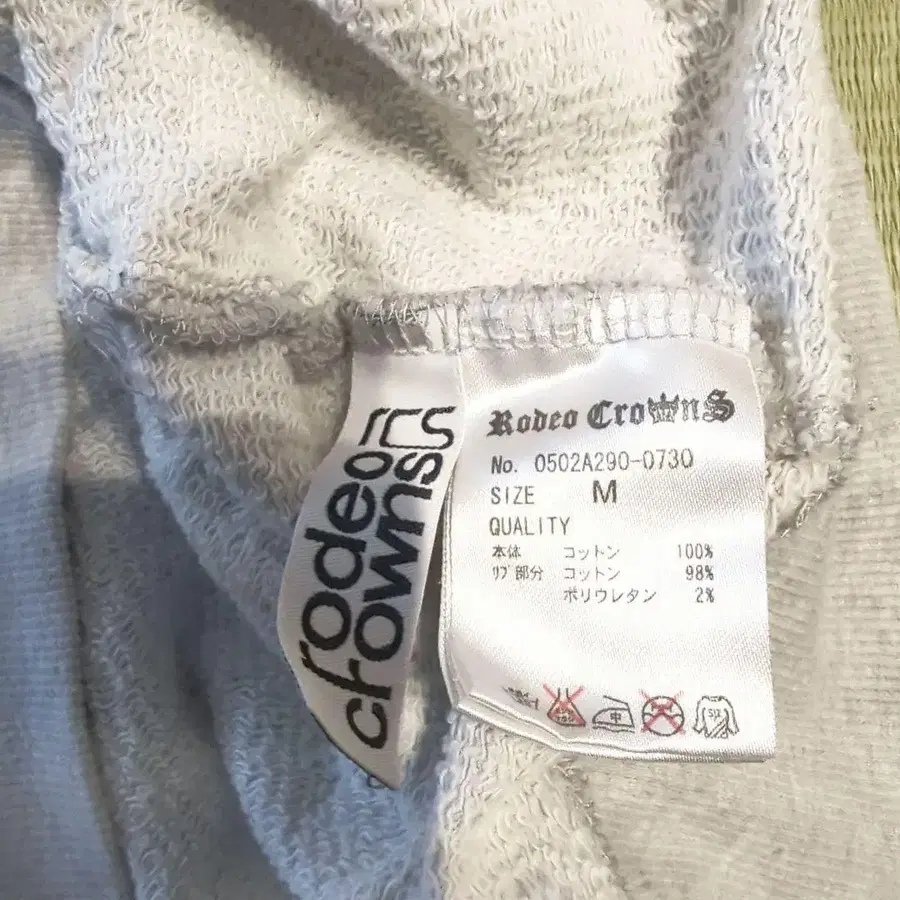 rodeo
crowns
Rodeo CrownS
No. 0502A290-0730
SIZE M
QUALITY
本体 コットン 100%
ﾘﾌﾞ部分 コットン 98%
ポリウレタン 2%
中